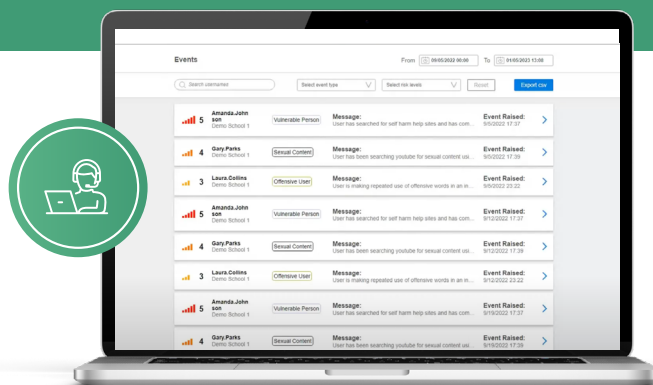 Events
From 09/05/2022 00:00 To 01/05/2023 13:00
Search usernames Select event type Select risk levels Reset Export csv
5 Amanda.John
son
Demo School 1 Vulnerable Person Message:
User has searched for self harm help sites and has com... Event Raised:
9/5/2022 17:37
4 Gary.Parks
Demo School 1 Sexual Content Message:
User has been searching youtube for sexual content usi... Event Raised:
9/5/2022 17:39
3 Laura.Collins
Demo School 1 Offensive User Message:
User is making repeated use of offensive words in an in... Event Raised:
9/5/2022 23:22
5 Amanda.John
son
Demo School 1 Vulnerable Person Message:
User has searched for self harm help sites and has com... Event Raised:
9/12/2022 17:37
4 Gary.Parks
Demo School 1 Sexual Content Message:
User has been searching youtube for sexual content usi... Event Raised:
9/12/2022 17:39
3 Laura.Collins
Demo School 1 Offensive User Message:
User is making repeated use of offensive words in an in... Event Raised:
9/12/2022 23:22
5 Amanda.John
son
Demo School 1 Vulnerable Person Message:
User has searched for self harm help sites and has com... Event Raised:
9/19/2022 17:37
4 Gary.Parks
Demo School 1 Sexual Content Message:
User has been searching youtube for sexual content usi... Event Raised:
9/19/2022 17:39